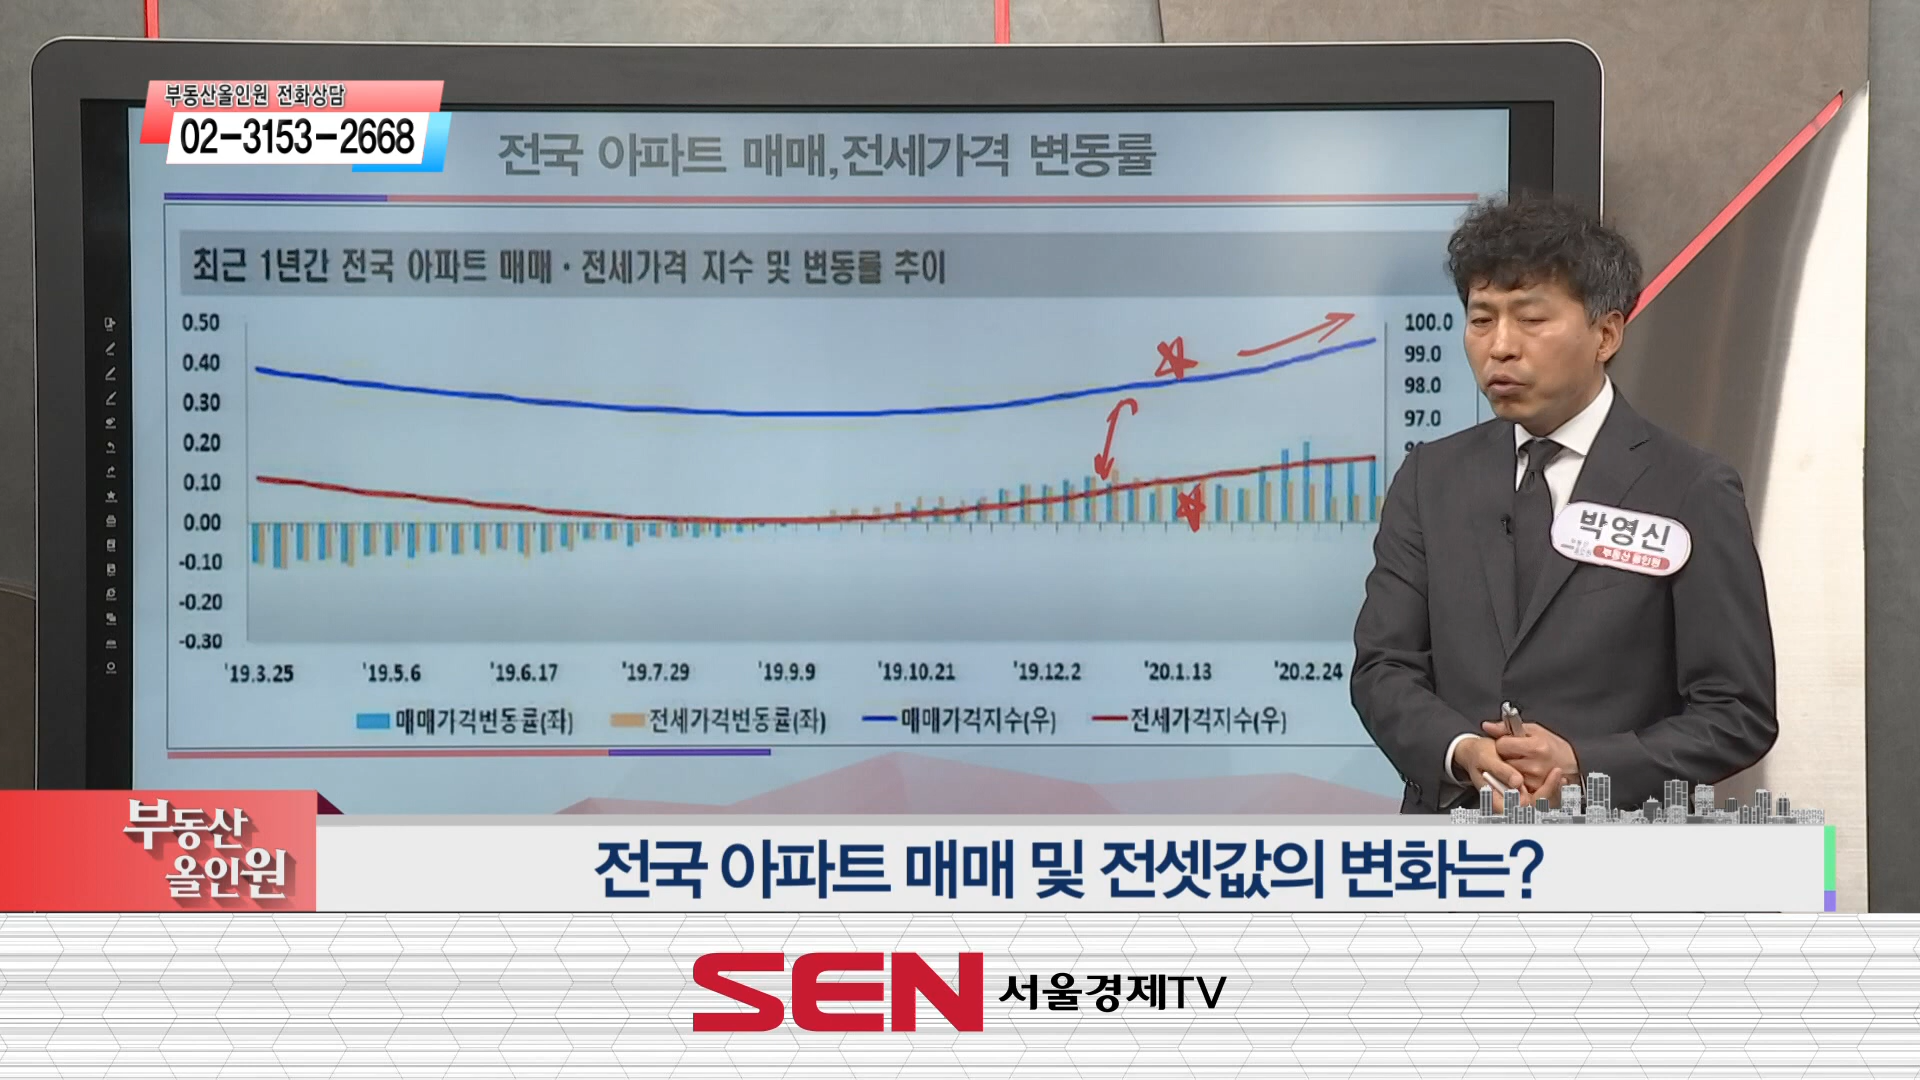 부동산올인원 전화상담
02-3153-2668
전국 아파트 매매,전세가격 변동률
최근 1년간 전국 아파트 매매·전세가격 지수 및 변동률 추이
0.50
0.40
0.30
0.20
0.10
0.00
-0.10
-0.20
-0.30
100.0
99.0
98.0
97.0
'19.3.25 '19.5.6 '19.6.17 '19.7.29 '19.9.9 '19.10.21 '19.12.2 '20.1.13 '20.2.24
매매가격변동률(좌) 전세가격변동률(좌) 매매가격지수(우) 전세가격지수(우)
박영신
부동산 올인원
부동산
올인원
전국 아파트 매매 및 전셋값의 변화는?
SEN 서울경제TV